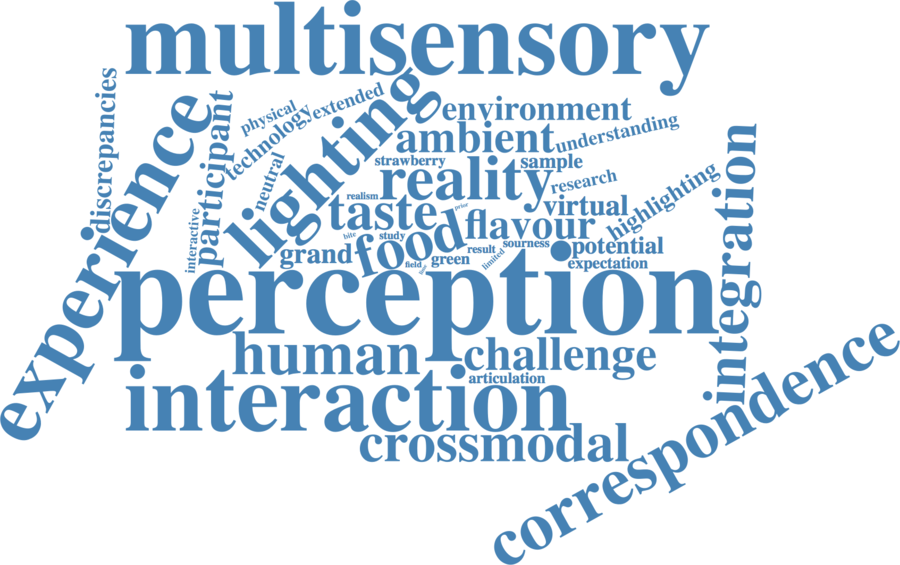 multisensory
discrepancies
experience
participant
interactive
physical
technology
extended
neutral
lighting
environment
ambient
understanding
strawberry
sample
reality
research
realism
virtual
highlighting
taste
prior
flavour
bite
study
food
grand
result
sourness
potential
field
green
limited
expectation
perception
integration
human
challenge
articulation
interaction
crossmodal
correspondence